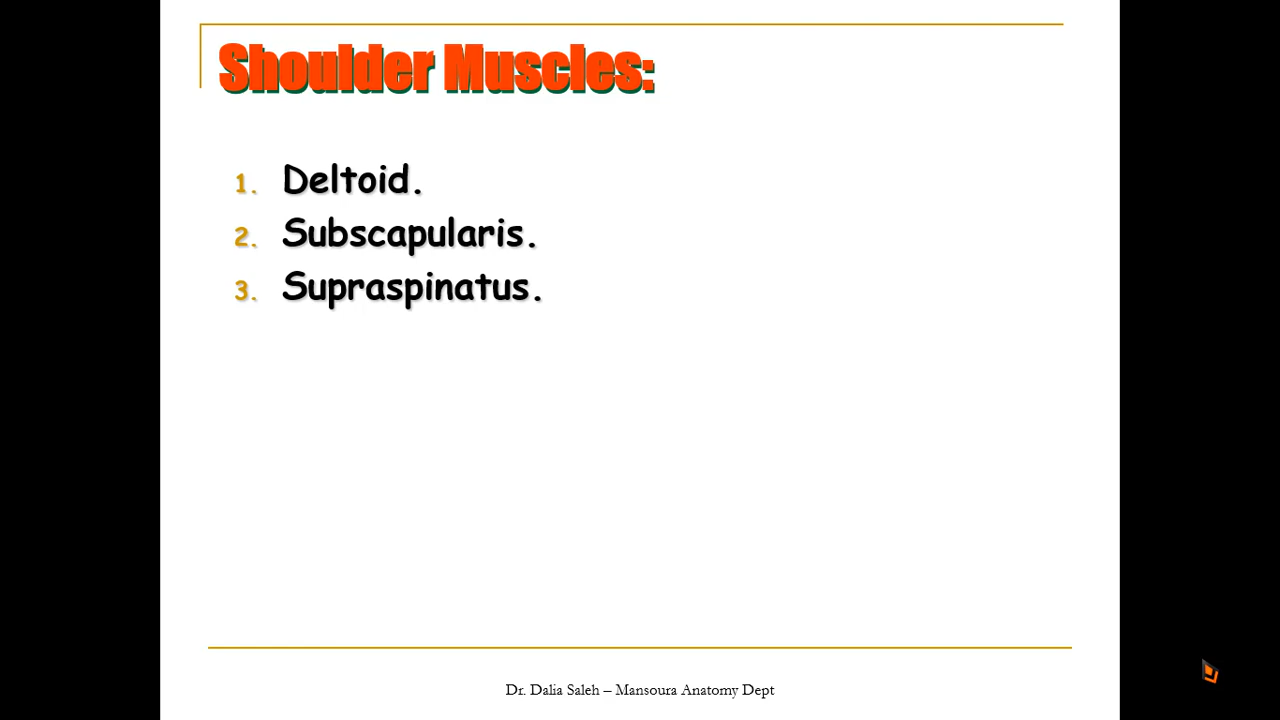 Shoulder Muscles:
1. Deltoid.
2. Subscapularis.
3. Supraspinatus.
Dr. Dalia Saleh – Mansoura Anatomy Dept